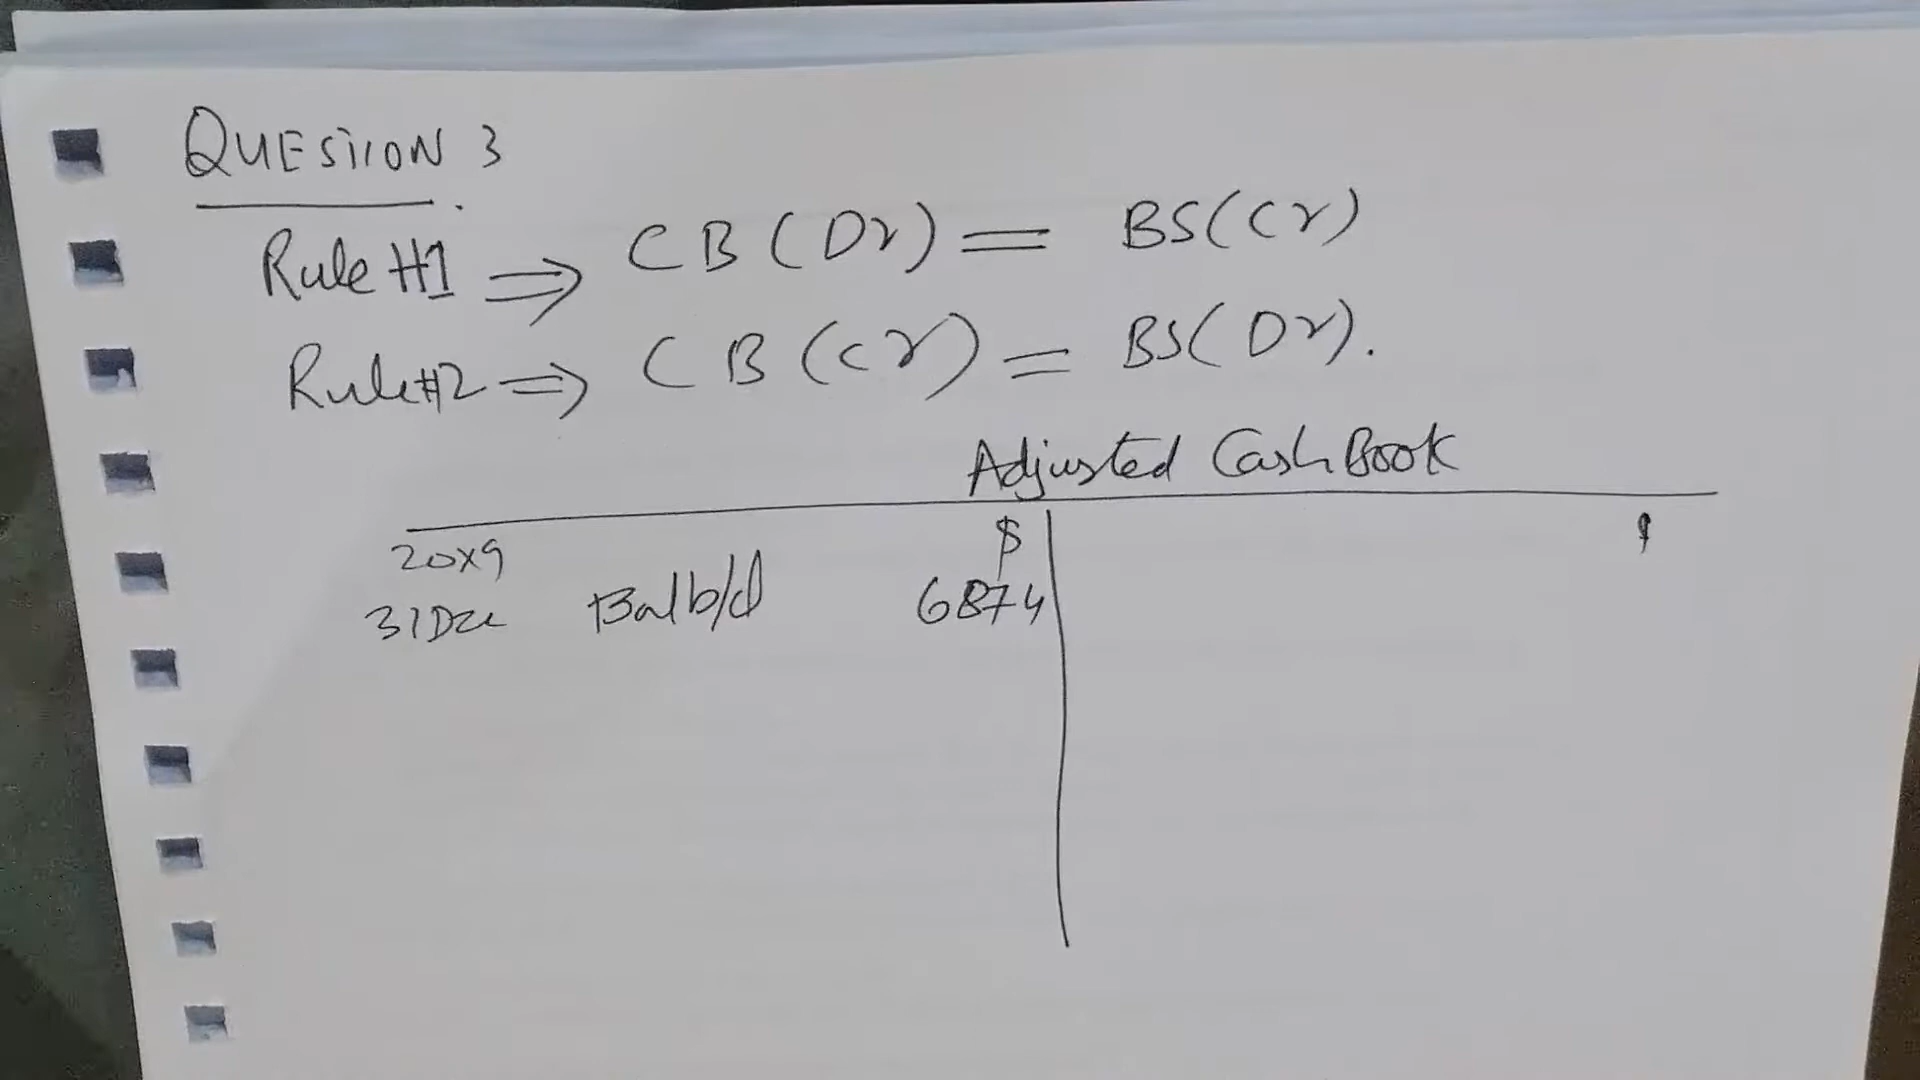 QUESTION 3
Rule #1 ⇒ CB (Dr) = BS (Cr)
Rule #2 ⇒ CB (Cr) = BS (Dr).
Adjusted Cash Book
20x9 $
31 Dec Bal b/d 6874